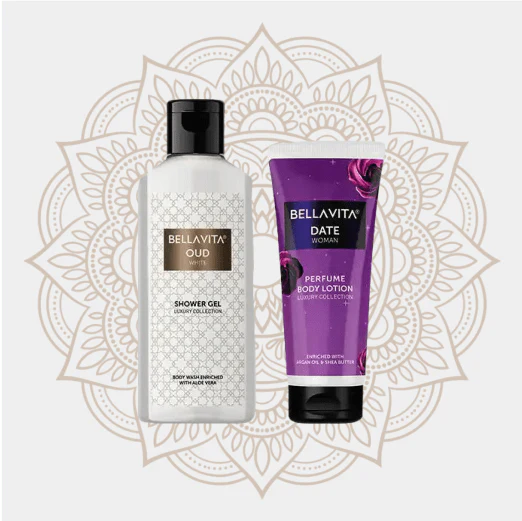 BELLAVITA®
OUD
WHITE
SHOWER GEL
LUXURY COLLECTION
BODY WASH ENRICHED
WITH ALOE VERA
BELLAVITA®
DATE
WOMAN
PERFUME
BODY LOTION
LUXURY COLLECTION
ENRICHED WITH
ARGAN OIL & SHEA BUTTER